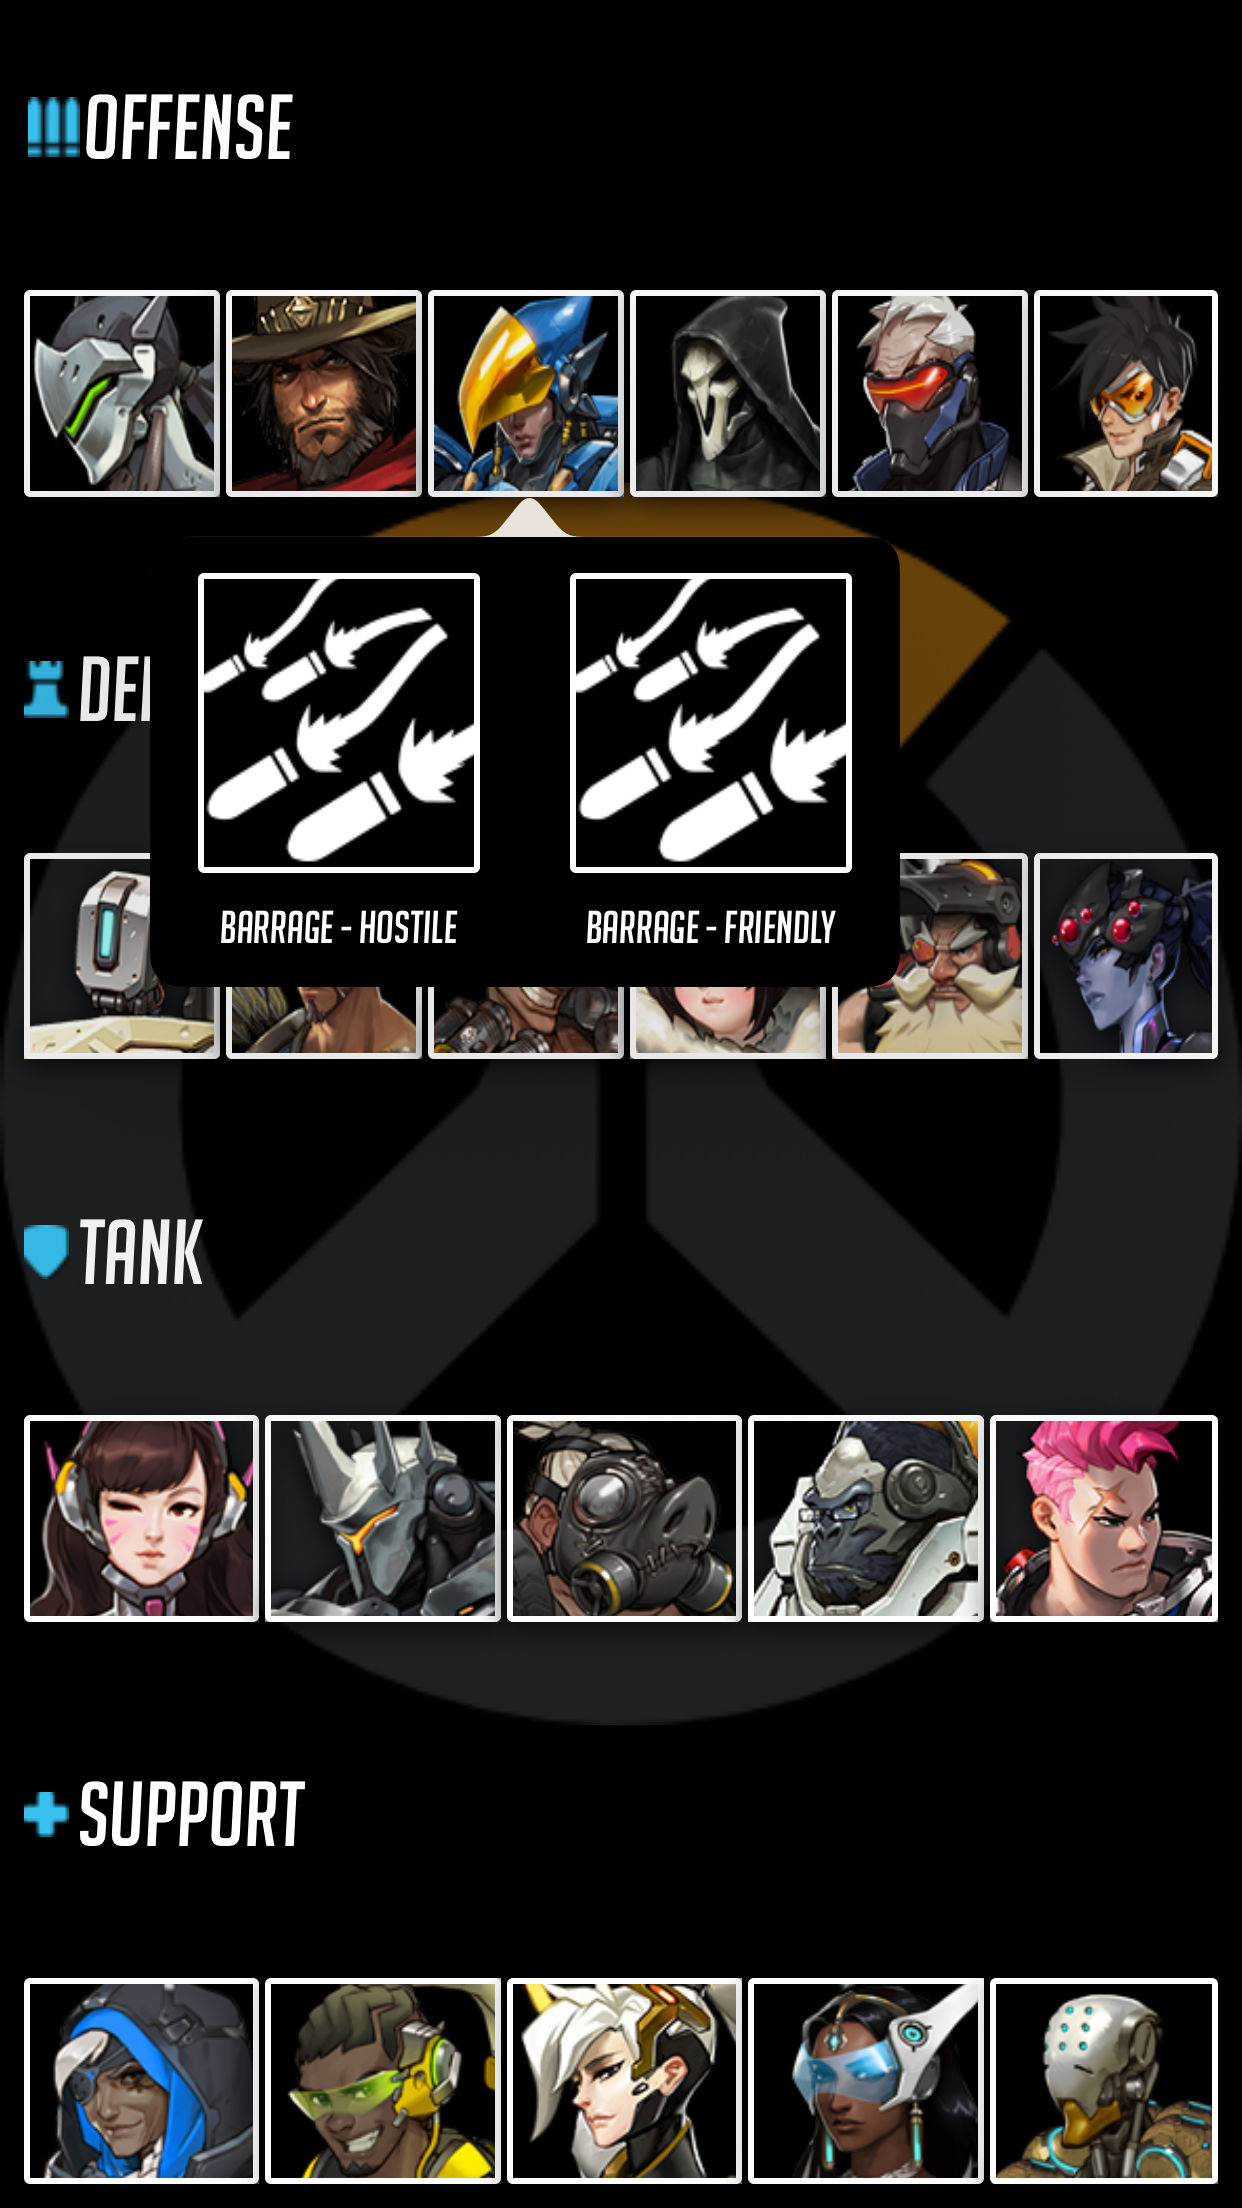 OFFENSE
BARRAGE - HOSTILE
BARRAGE - FRIENDLY
TANK
SUPPORT